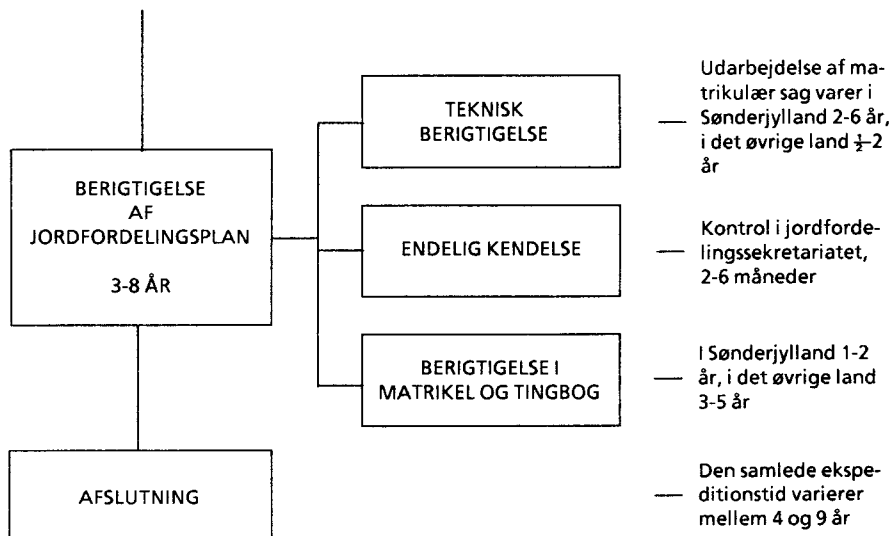 BERIGTIGELSE
AF
JORDFORDELINGSPLAN
3-8 ÅR
TEKNISK
BERIGTIGELSE
Udarbejdelse af ma-
trikulær sag varer i
Sønderjylland 2-6 år,
i det øvrige land ½-2
år
ENDELIG KENDELSE
Kontrol i jordforde-
lingssekretariatet,
2-6 måneder
BERIGTIGELSE I
MATRIKEL OG TINGBOG
I Sønderjylland 1-2
år, i det øvrige land
3-5 år
AFSLUTNING
Den samlede ekspe-
ditionstid varierer
mellem 4 og 9 år